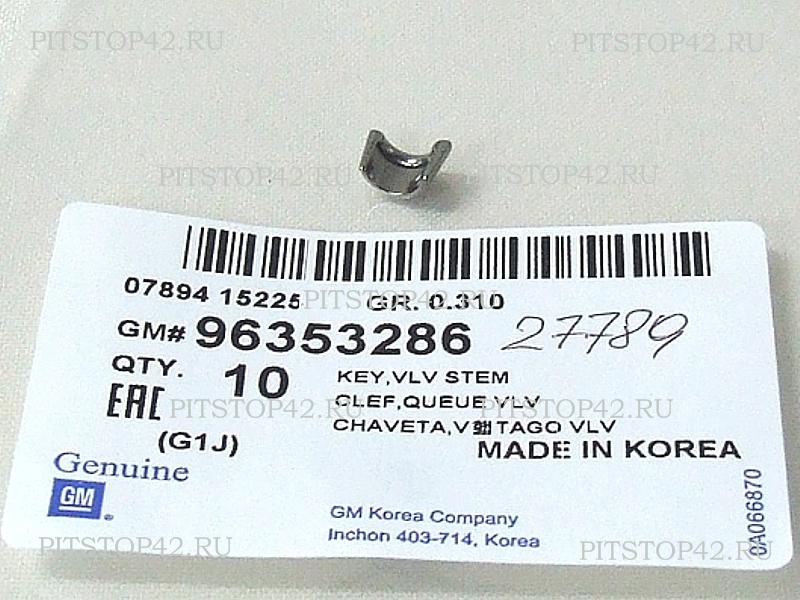 PITSTOP42.RU PITSTOP42.RU
PITSTOP42.RU PITSTOP42.RU
07894 15225 GR. 0.310
PITSTOP42.RU
GM# 96353286 27789
QTY. 10 KEY,VLV STEM
EAC CLEF,QUEUE VLV
PITSTOP42.RU PITSTOP42.RU
CHAVETA, TAGO VLV
(G1J) MADE IN KOREA
Genuine
GM
GM Korea Company
Inchon 403-714, Korea
0A066870
PITSTOP42.RU PITSTOP42.RU